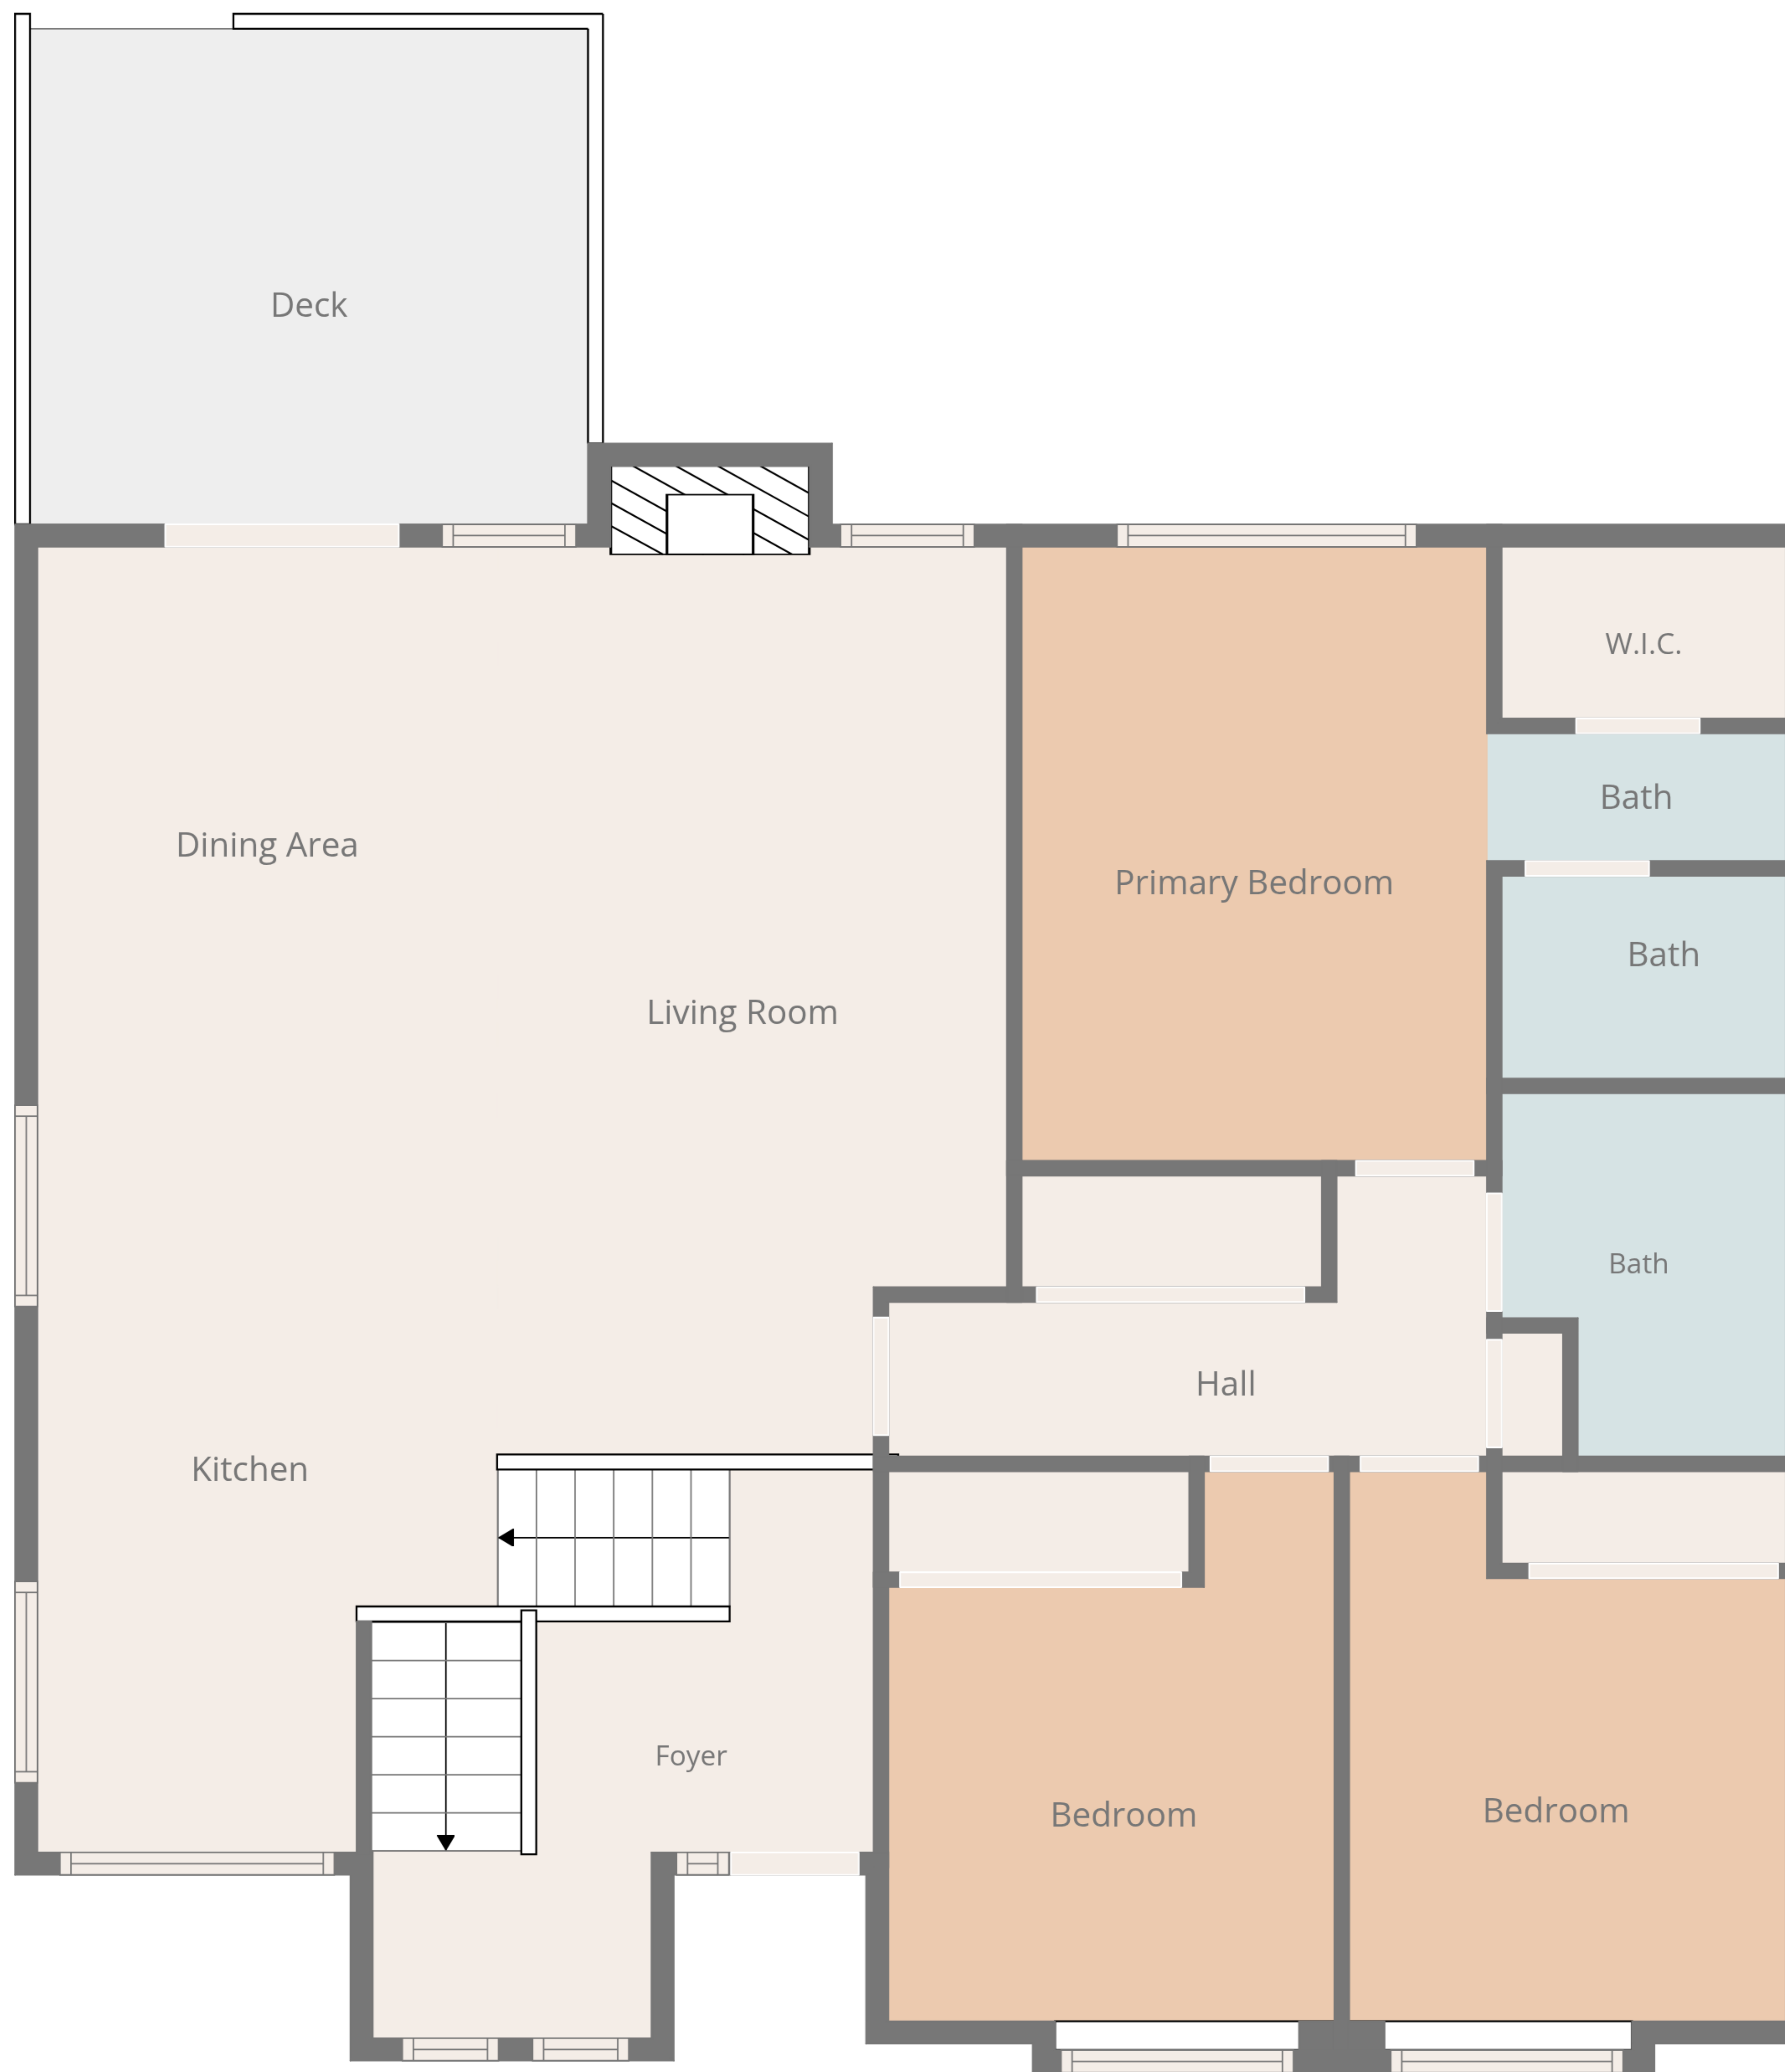 Deck
W.I.C.
Bath
Dining Area
Primary Bedroom
Bath
Living Room
Bath
Hall
Kitchen
Foyer
Bedroom
Bedroom